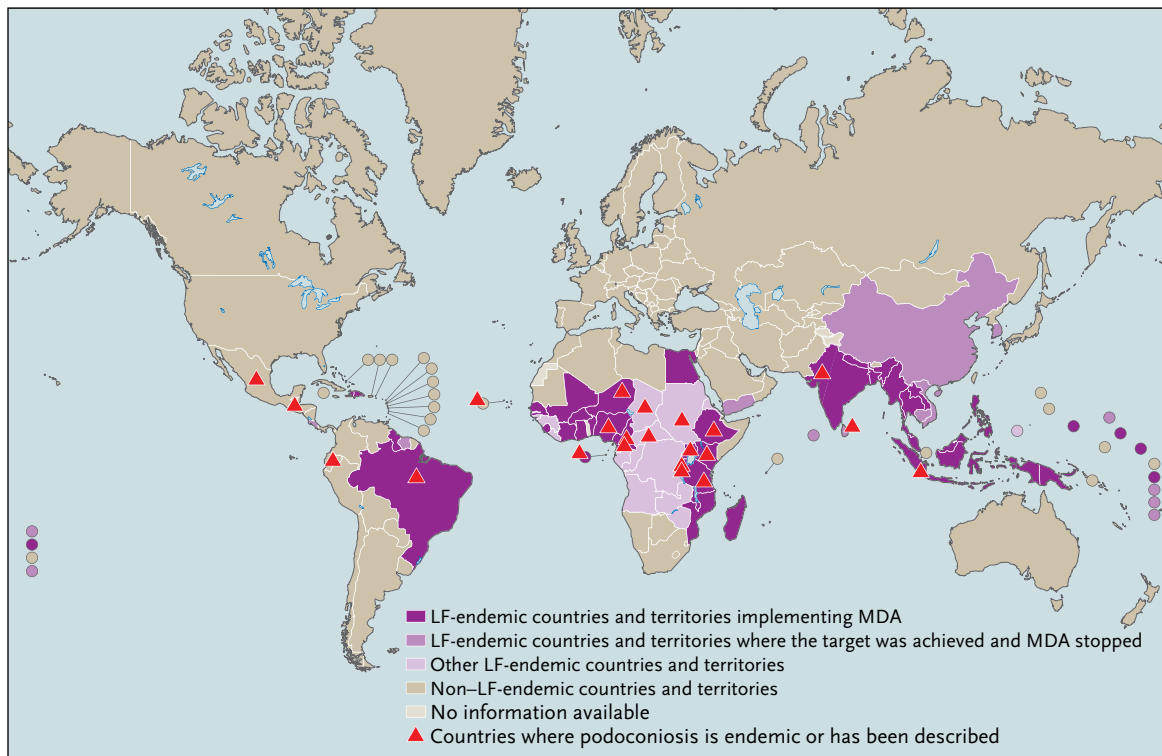 LF-endemic countries and territories implementing MDA
LF-endemic countries and territories where the target was achieved and MDA stopped
Other LF-endemic countries and territories
Non–LF-endemic countries and territories
No information available
Countries where podoconiosis is endemic or has been described